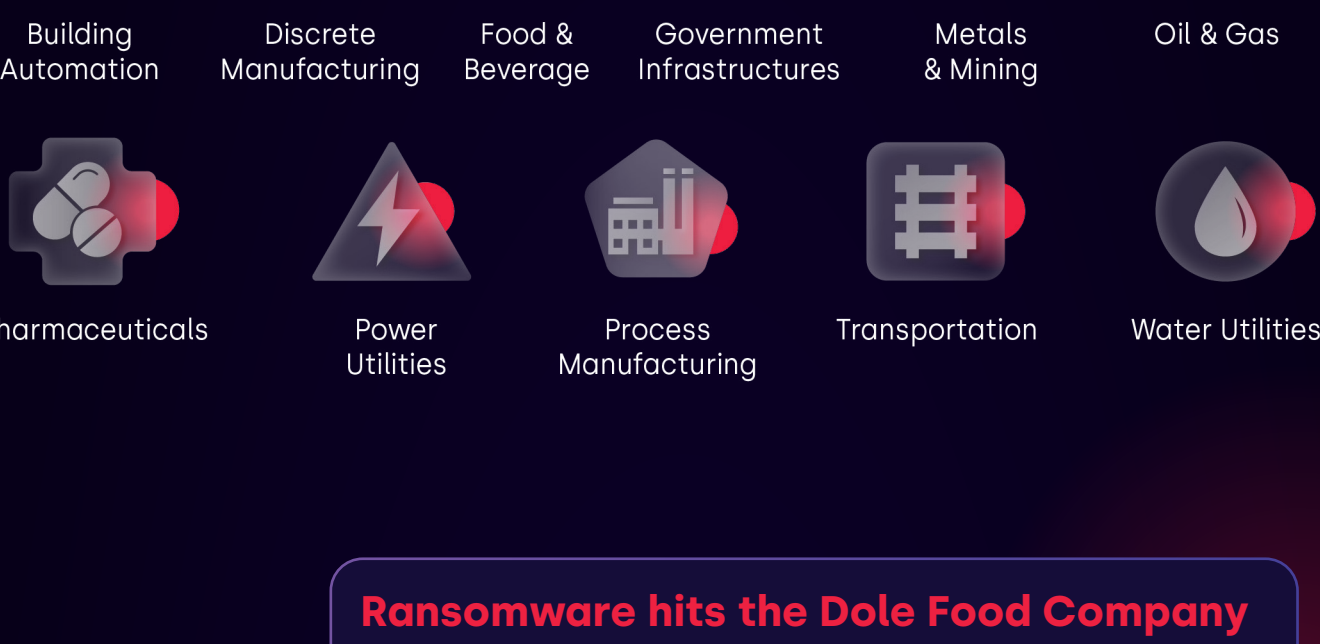 Building
Automation
Discrete
Manufacturing
Food &
Beverage
Government
Infrastructures
Metals
& Mining
Oil & Gas
harmaceuticals
Power
Utilities
Process
Manufacturing
Transportation
Water Utilities
Ransomware hits the Dole Food Company